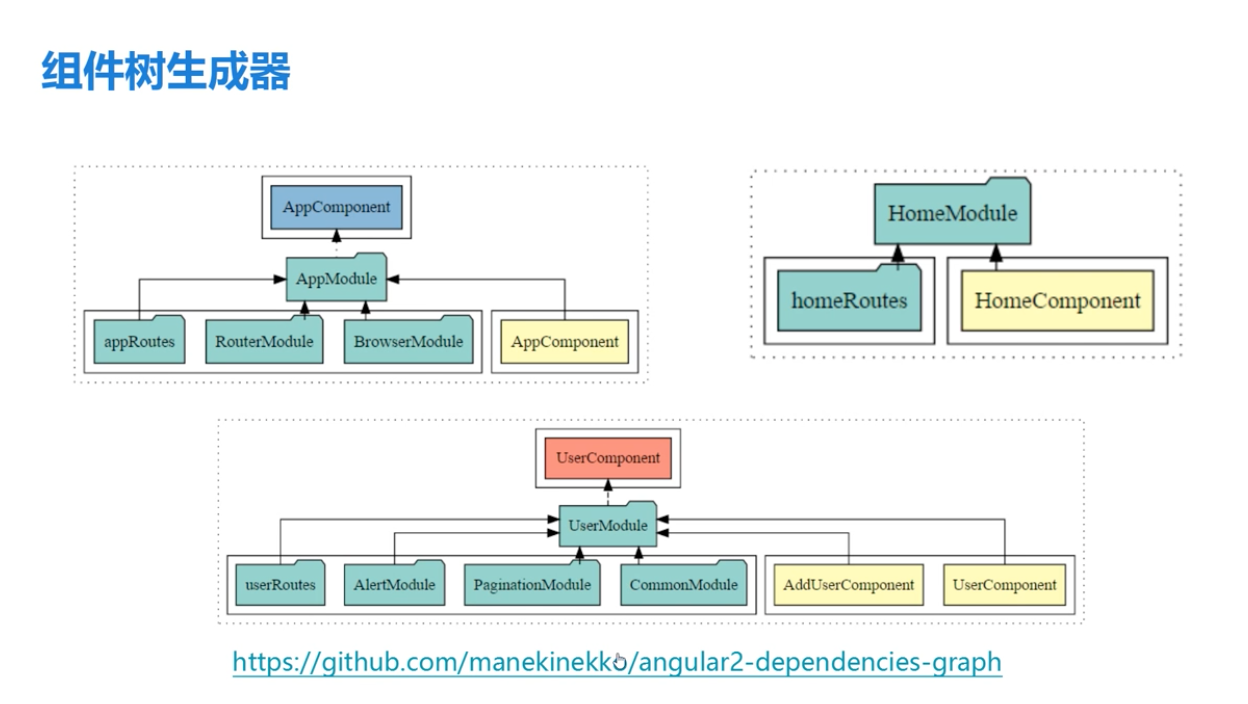 组件树生成器
AppComponent
AppModule
appRoutes
RouterModule
BrowserModule
AppComponent
HomeModule
homeRoutes
HomeComponent
UserComponent
UserModule
userRoutes
AlertModule
PaginationModule
CommonModule
AddUserComponent
UserComponent
https://github.com/manekinekko/angular2-dependencies-graph